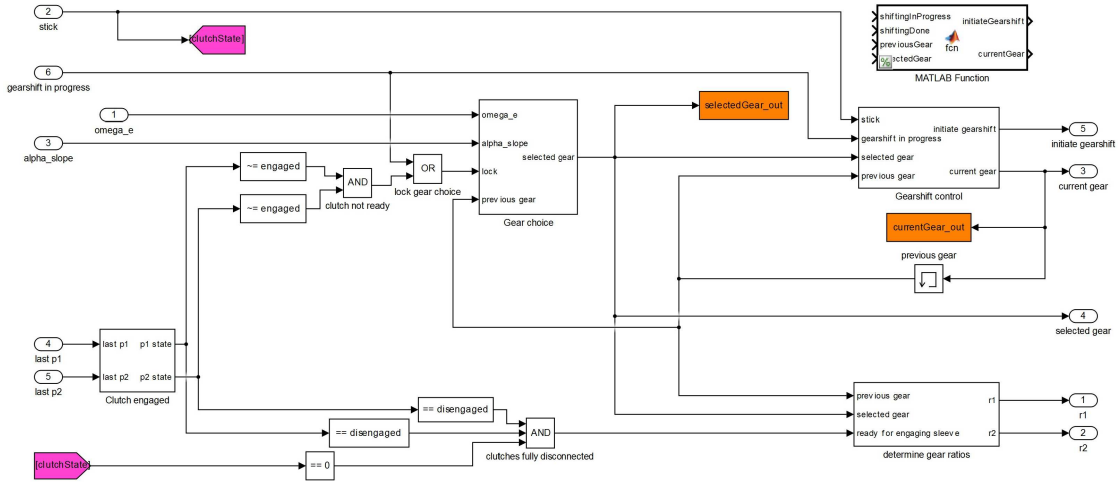 2
stick
[clutchState]
shiftingInProgress
shiftingDone
previousGear
ectedGear
fcn
initiateGearshift
currentGear
MATLAB Function
6
gearshift in progress
1
omega_e
3
alpha_slope
~= engaged
~= engaged
AND
clutch not ready
OR
lock gear choice
omega_e
alpha_slope
lock
previous gear
selected gear
Gear choice
selectedGear_out
stick
gearshift in progress
selected gear
previous gear
initiate gearshift
current gear
Gearshift control
5
initiate gearshift
3
current gear
currentGear_out
previous gear
4
selected gear
4
last p1
5
last p2
last p1
last p2
p1 state
p2 state
Clutch engaged
== disengaged
== disengaged
[clutchState]
== 0
AND
clutches fully disconnected
previous gear
selected gear
ready for engaging sleeve
r1
r2
determine gear ratios
1
r1
2
r2